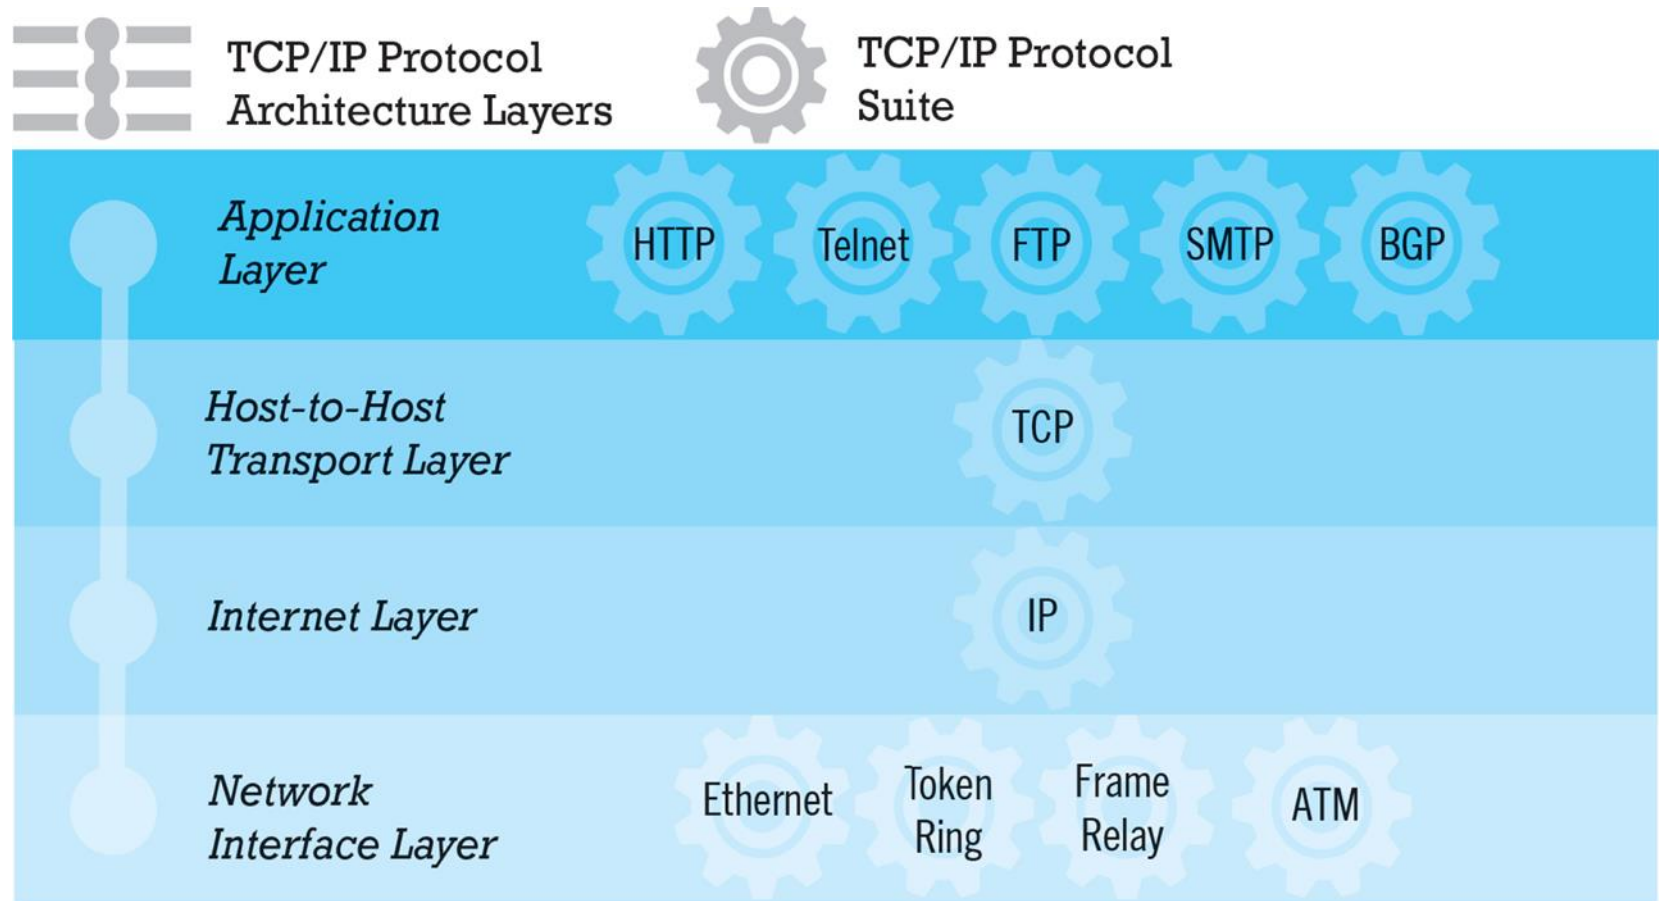 TCP/IP Protocol
Architecture Layers
TCP/IP Protocol
Suite
Application
Layer
HTTP
Telnet
FTP
SMTP
BGP
Host-to-Host
Transport Layer
TCP
Internet Layer
IP
Network
Interface Layer
Ethernet
Token
Ring
Frame
Relay
ATM